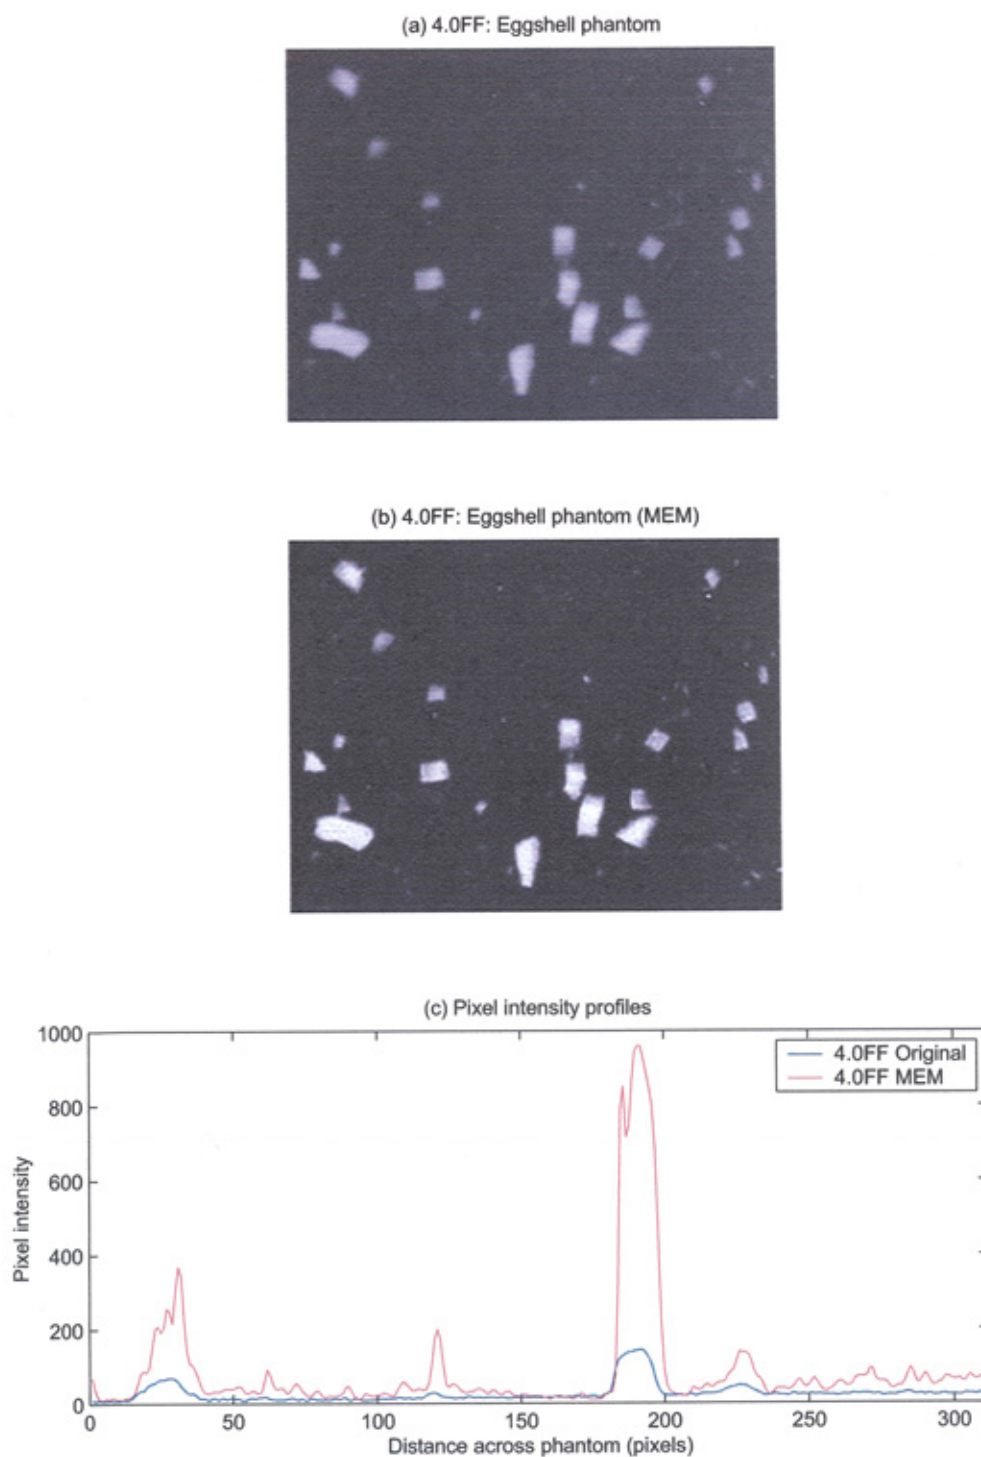 (a) 4.0FF: Eggshell phantom
(b) 4.0FF: Eggshell phantom (MEM)
(c) Pixel intensity profiles
1000
800
600
400
200
0
Pixel intensity
4.0FF Original
4.0FF MEM
0 50 100 150 200 250 300
Distance across phantom (pixels)